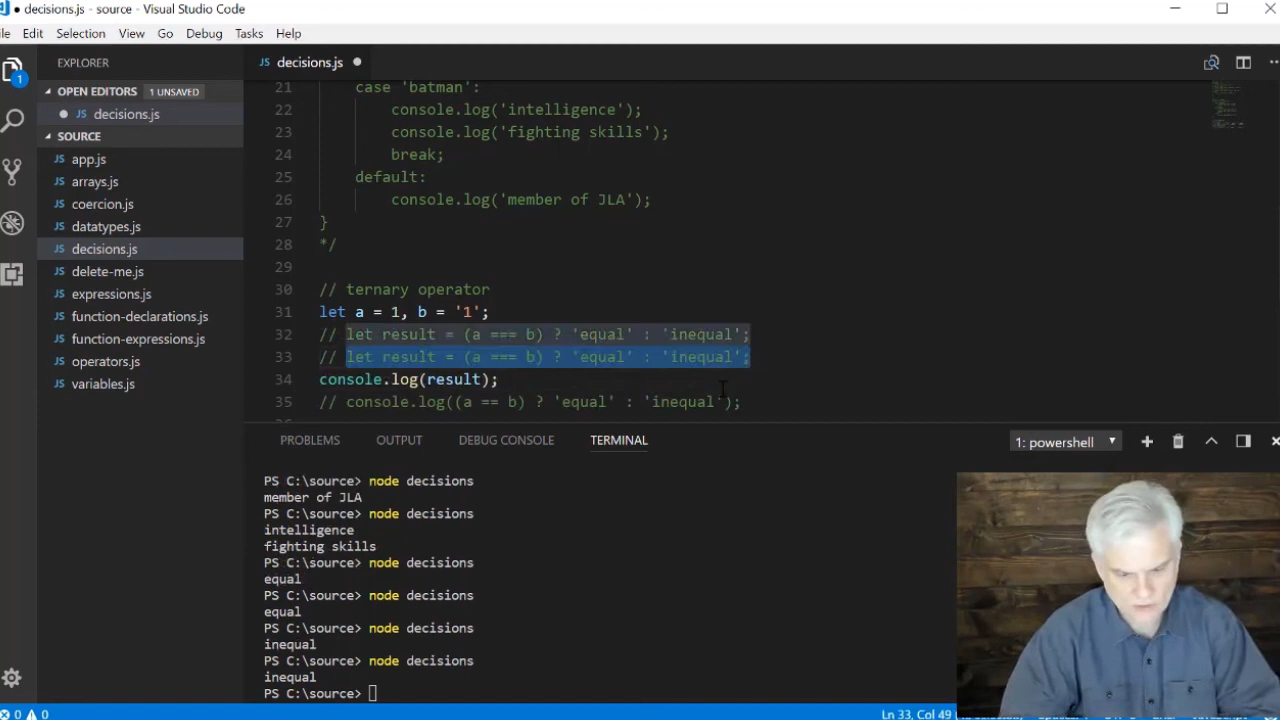 ● decisions.js - source - Visual Studio Code
Edit Selection View Go Debug Tasks Help
EXPLORER
OPEN EDITORS 1 UNSAVED
● JS decisions.js
SOURCE
JS app.js
JS arrays.js
JS coercion.js
JS datatypes.js
JS decisions.js
JS delete-me.js
JS expressions.js
JS function-declarations.js
JS function-expressions.js
JS operators.js
JS variables.js
1
JS decisions.js ●
21 case 'batman':
22 console.log('intelligence');
23 console.log('fighting skills');
24 break;
25 default:
26 console.log('member of JLA');
27 }
28 */
29
30 // ternary operator
31 let a = 1, b = '1';
32 // let result = (a === b) ? 'equal' : 'inequal';
33 // let result = (a === b) ? 'equal' : 'inequal';
34 console.log(result);
35 // console.log((a == b) ? 'equal' : 'inequal');
PROBLEMS OUTPUT DEBUG CONSOLE TERMINAL 1: powershell
PS C:\source> node decisions
member of JLA
PS C:\source> node decisions
intelligence
fighting skills
PS C:\source> node decisions
equal
PS C:\source> node decisions
equal
PS C:\source> node decisions
inequal
PS C:\source> node decisions
inequal
PS C:\source>
0 0 Ln 33, Col 49